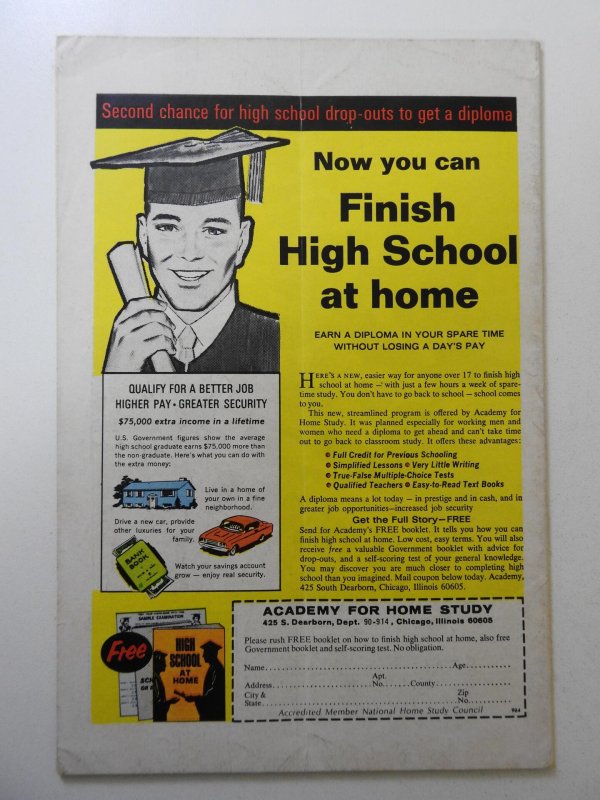 Second chance for high school drop-outs to get a diploma
Now you can
Finish
High School
at home
EARN A DIPLOMA IN YOUR SPARE TIME
WITHOUT LOSING A DAY'S PAY
QUALIFY FOR A BETTER JOB
HIGHER PAY • GREATER SECURITY
$75,000 extra income in a lifetime
U.S. Government figures show the average
high school graduate earns $75,000 more than
the non-graduate. Here's what you can do with
the extra money:
Live in a home of
your own in a fine
neighborhood.
Drive a new car, provide
other luxuries for your
family.
BANK
BOOK
Watch your savings account
grow — enjoy real security.
HERE'S A NEW, easier way for anyone over 17 to finish high
school at home — with just a few hours a week of spare-
time study. You don't have to go back to school — school comes
to you.
This new, streamlined program is offered by Academy for
Home Study. It was planned especially for working men and
women who need a diploma to get ahead and can't take time
out to go back to classroom study. It offers these advantages:
Full Credit for Previous Schooling
Simplified Lessons • Very Little Writing
True-False Multiple-Choice Tests
Qualified Teachers • Easy-to-Read Text Books
A diploma means a lot today — in prestige and in cash, and in
greater job opportunities—increased job security
Get the Full Story—FREE
Send for Academy's FREE booklet. It tells you how you can
finish school at home. Low cost, easy terms. You will also
receive free a valuable Government booklet with advice for
drop-outs, and a self-scoring test of your general knowledge.
You may discover you are much closer to completing high
school than you imagined. Mail coupon below today. Academy,
425 South Dearborn, Chicago, Illinois 60605.
SAMPLE EXAMINATION
Free
HIGH
SCHOOL
AT
HOME
ACADEMY FOR HOME STUDY
425 S. Dearborn, Dept. 90-914, Chicago, Illinois 60605
Please rush FREE booklet on how to finish high school at home, also free
Government booklet and self-scoring test. No obligation.
Name Age
Apt.
Address No. County
City & Zip
State No.
Accredited Member National Home Study Council